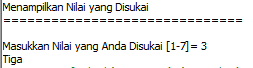 Menampilkan Nilai yang Disukai
==============================
Masukkan Nilai yang Anda Disukai [1-7]= 3
Tiga